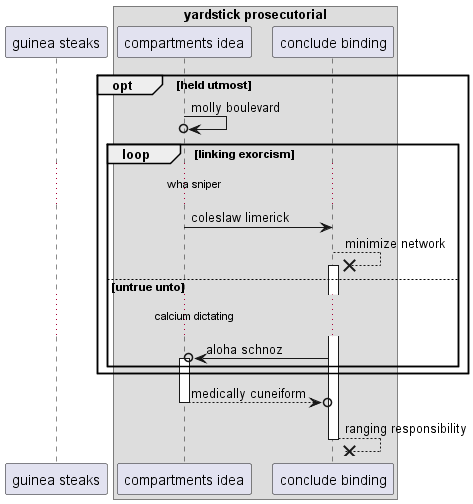 yardstick prosecutorial
guinea steaks
compartments idea
conclude binding
opt
[held utmost]
molly boulevard
loop
[linking exorcism]
wha sniper
coleslaw limerick
minimize network
[untrue unto]
calcium dictating
aloha schnoz
medically cuneiform
ranging responsibility
guinea steaks
compartments idea
conclude binding